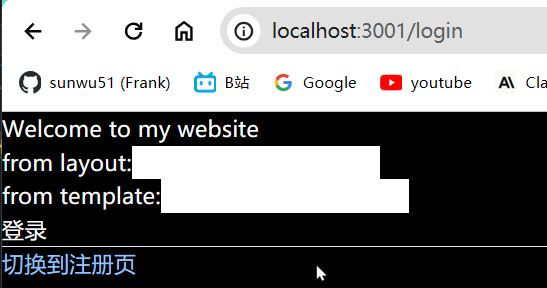 localhost:3001/login
sunwu51 (Frank) B站 Google youtube Cla
Welcome to my website
from layout:
from template:
登录
切换到注册页